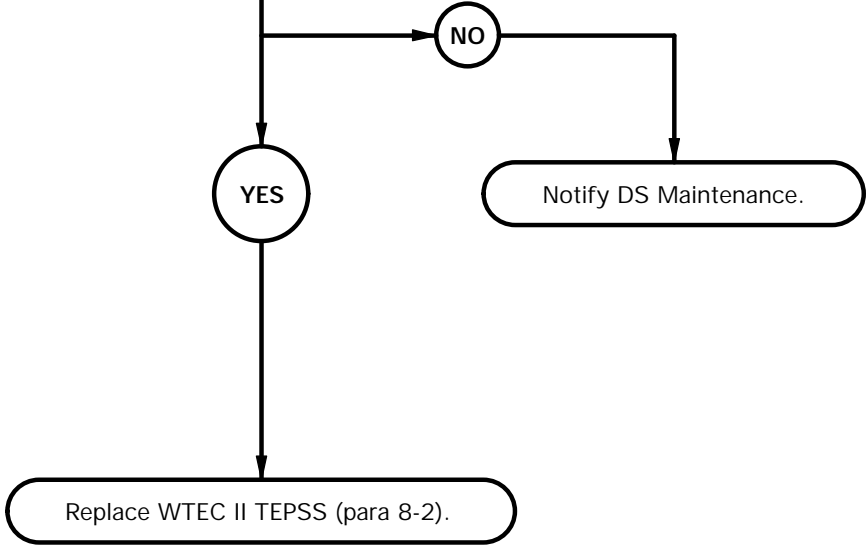 NO
YES
Notify DS Maintenance.
Replace WTEC II TEPSS (para 8-2).